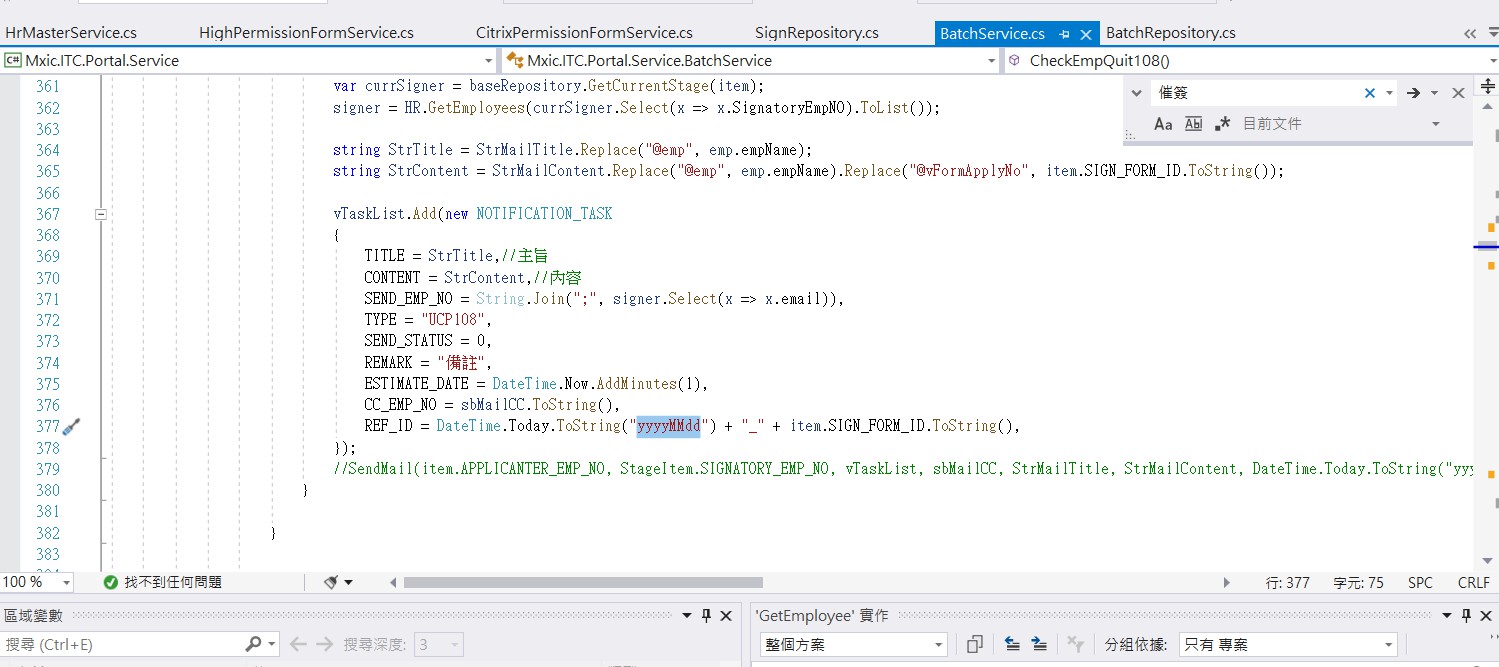 HrMasterService.cs HighPermissionFormService.cs CitrixPermissionFormService.cs SignRepository.cs BatchService.cs BatchRepository.cs
C# Mxic.ITC.Portal.Service Mxic.ITC.Portal.Service.BatchService CheckEmpQuit108()
催簽
Aa Abl .* 目前文件
361 var currSigner = baseRepository.GetCurrentStage(item);
362 signer = HR.GetEmployees(currSigner.Select(x => x.SignatoryEmpNO).ToList());
363
364 string StrTitle = StrMailTitle.Replace("@emp", emp.empName);
365 string StrContent = StrMailContent.Replace("@emp", emp.empName).Replace("@vFormApplyNo", item.SIGN_FORM_ID.ToString());
366
367 vTaskList.Add(new NOTIFICATION_TASK
368 {
369 TITLE = StrTitle,//主旨
370 CONTENT = StrContent,//內容
371 SEND_EMP_NO = String.Join(";", signer.Select(x => x.email)),
372 TYPE = "UCP108",
373 SEND_STATUS = 0,
374 REMARK = "備註",
375 ESTIMATE_DATE = DateTime.Now.AddMinutes(1),
376 CC_EMP_NO = sbMailCC.ToString(),
377 REF_ID = DateTime.Today.ToString("yyyyMMdd") + "_" + item.SIGN_FORM_ID.ToString(),
378 });
379 //SendMail(item.APPLICANTER_EMP_NO, StageItem.SIGNATORY_EMP_NO, vTaskList, sbMailCC, StrMailTitle, StrMailContent, DateTime.Today.ToString("yyy
380 }
381
382 }
383
100 % 找不到任何問題 行: 377 字元: 75 SPC CRLF
區域變數 'GetEmployee' 實作
搜尋 (Ctrl+E) 搜尋深度: 3 整個方案 分組依據: 只有 專案